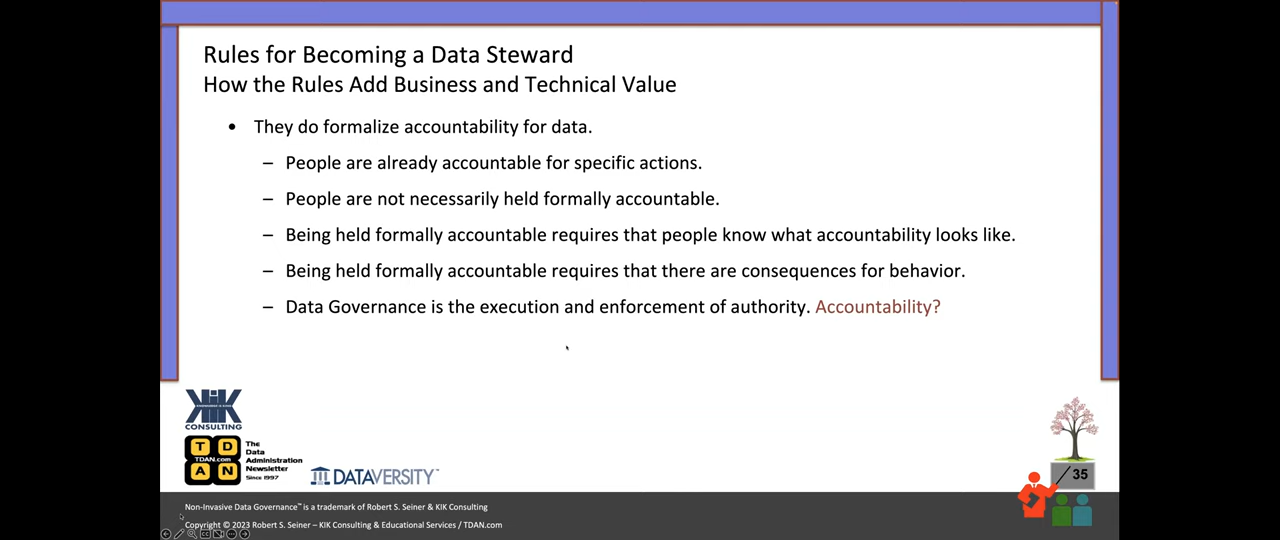 Rules for Becoming a Data Steward
How the Rules Add Business and Technical Value
• They do formalize accountability for data.
– People are already accountable for specific actions.
– People are not necessarily held formally accountable.
– Being held formally accountable requires that people know what accountability looks like.
– Being held formally accountable requires that there are consequences for behavior.
– Data Governance is the execution and enforcement of authority. Accountability?
KIK
CONSULTING
T D
TDAN.com
A N
The
Data
Administration
Newsletter
Since 1997
DATAVERSITY
35
Non-Invasive Data Governance™ is a trademark of Robert S. Seiner & KIK Consulting
Copyright © 2023 Robert S. Seiner – KIK Consulting & Educational Services / TDAN.com